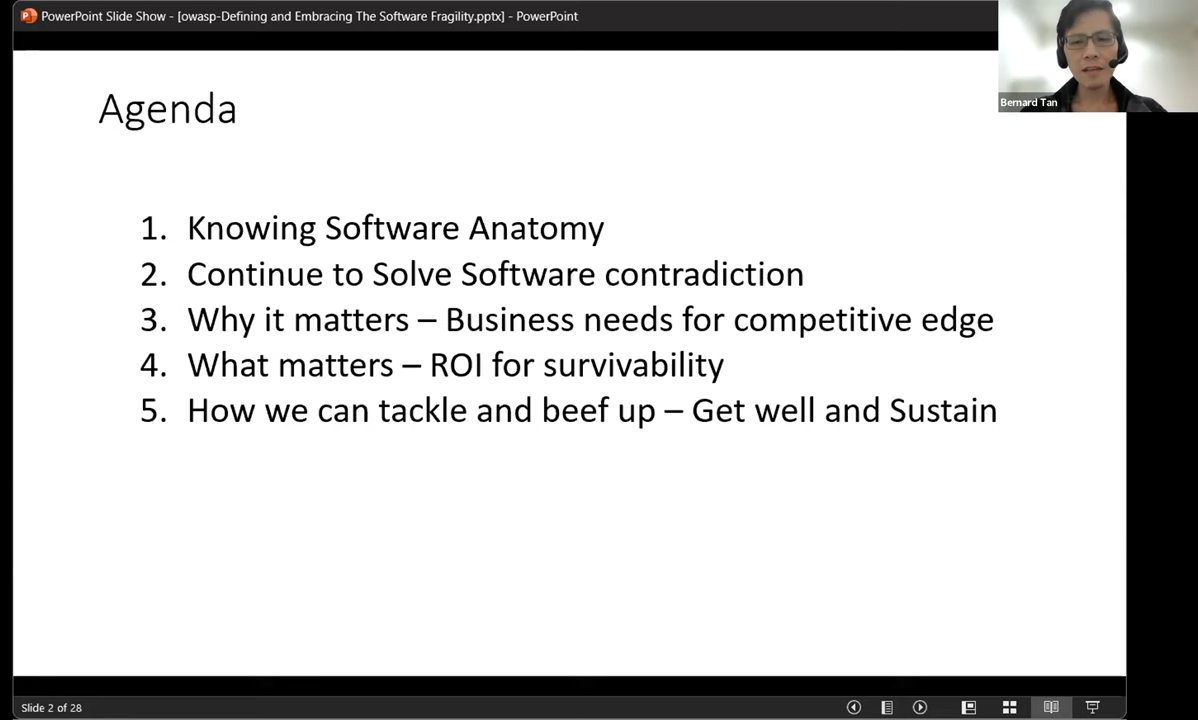 PowerPoint Slide Show - [owasp-Defining and Embracing The Software Fragility.pptx] - PowerPoint
Bernard Tan
Agenda
1. Knowing Software Anatomy
2. Continue to Solve Software contradiction
3. Why it matters – Business needs for competitive edge
4. What matters – ROI for survivability
5. How we can tackle and beef up – Get well and Sustain
Slide 2 of 28